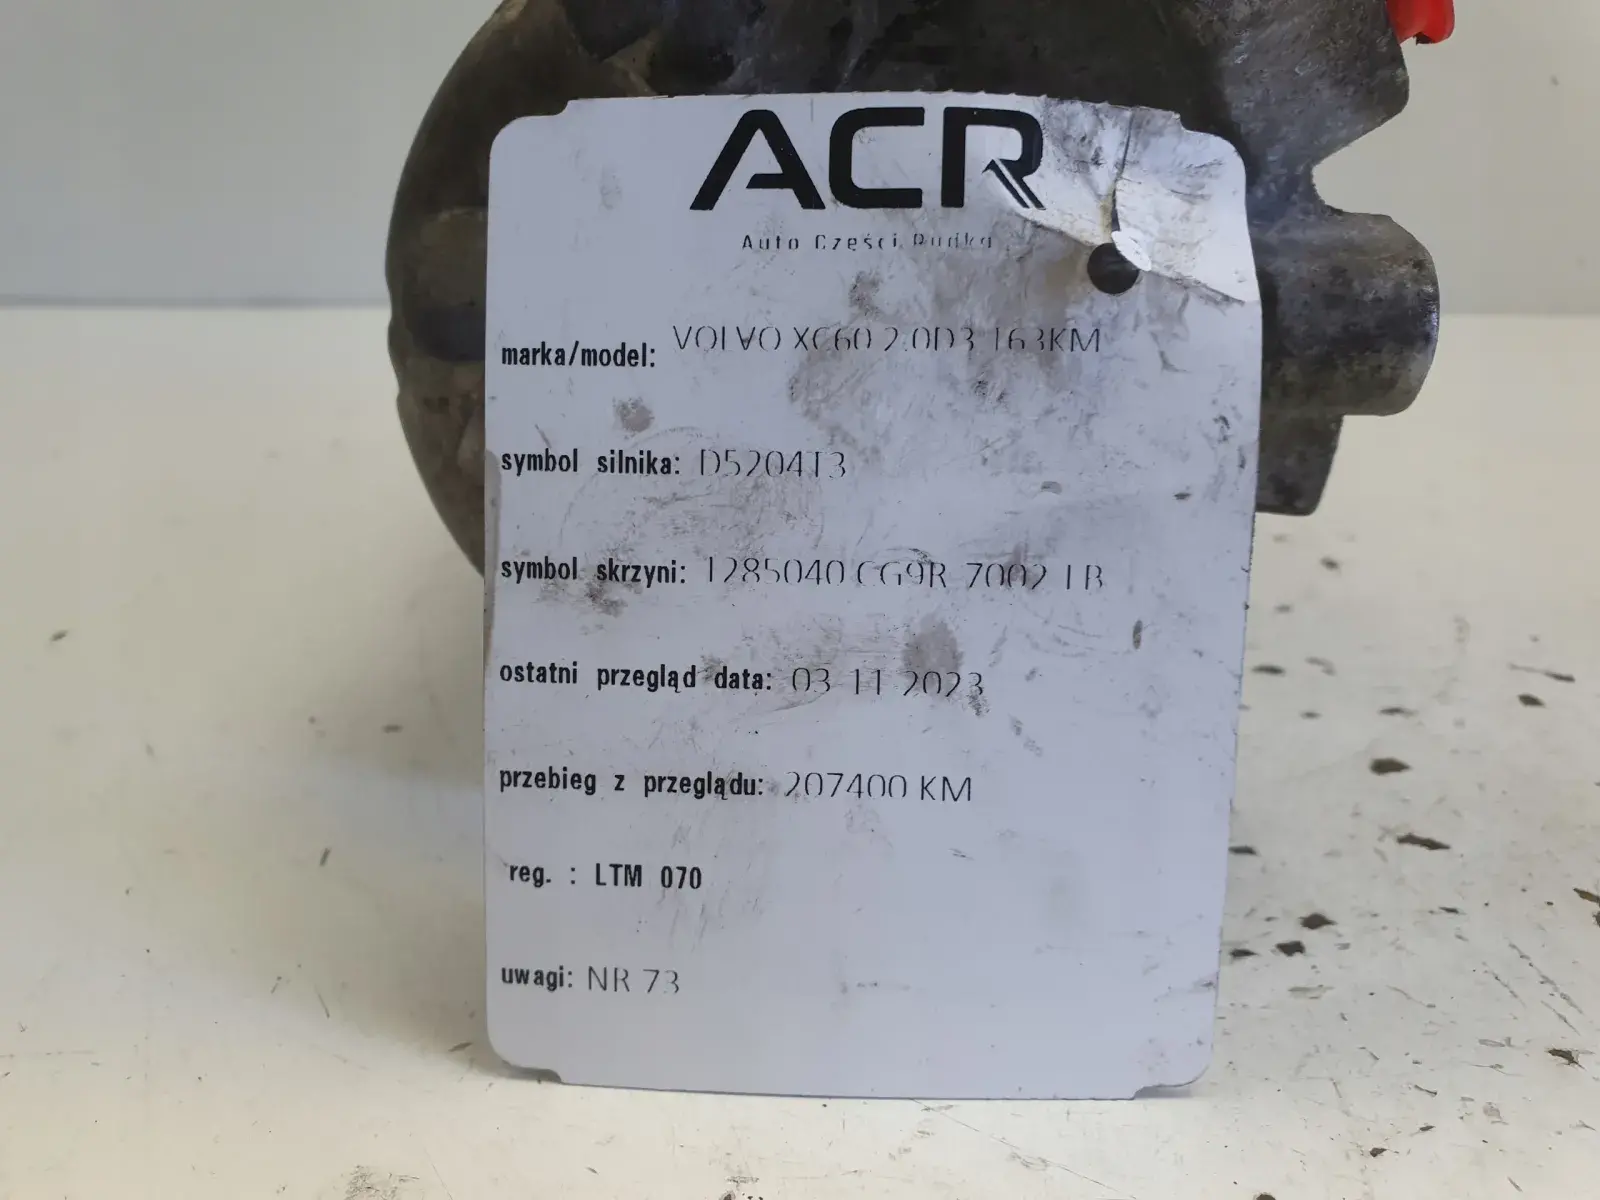 ACR
Auto Części Rudka
marka/model: VOLVO XC60 2.0D3 163KM
symbol silnika: D5204T3
symbol skrzyni: 1285040 CG9R 7002 LB
ostatni przegląd data: 03 11 2023
przebieg z przeglądu: 207400 KM
reg. : LTM 070
uwagi: NR 73